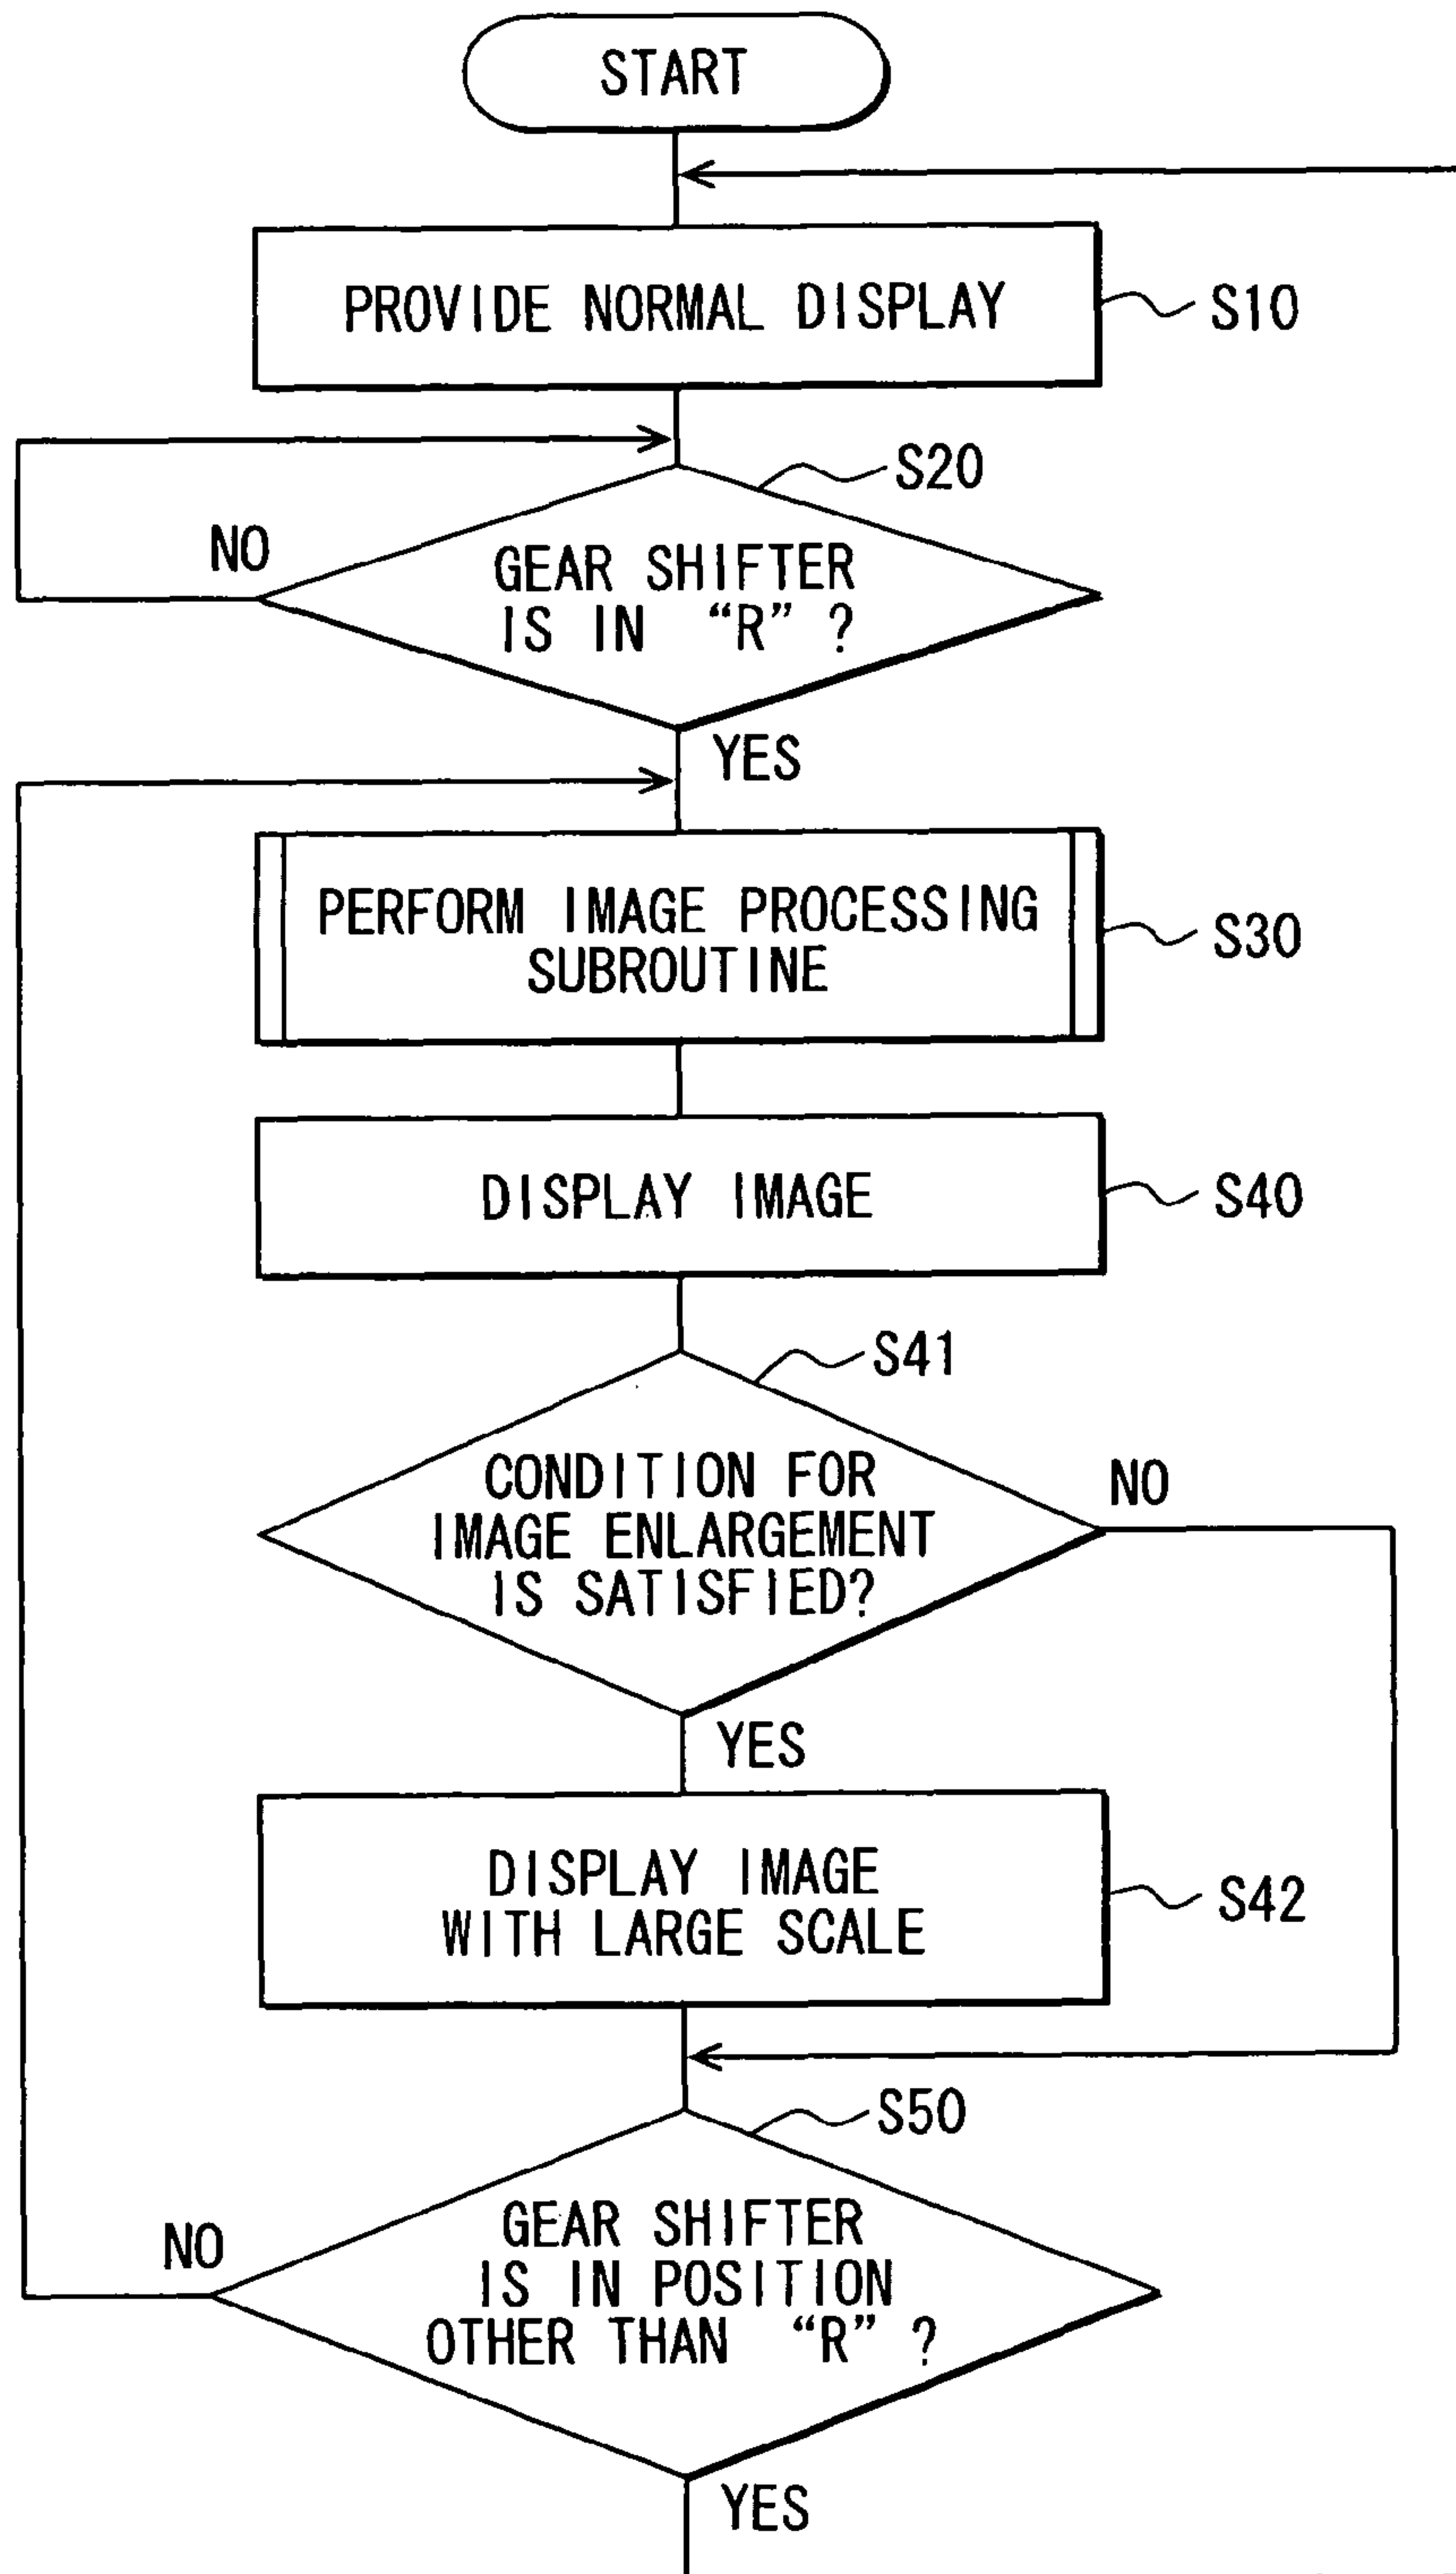 START
PROVIDE NORMAL DISPLAY
S10
S20
NO
GEAR SHIFTER
IS IN “R” ?
YES
PERFORM IMAGE PROCESSING
SUBROUTINE
S30
DISPLAY IMAGE
S40
S41
CONDITION FOR
IMAGE ENLARGEMENT
IS SATISFIED?
NO
YES
DISPLAY IMAGE
WITH LARGE SCALE
S42
S50
NO
GEAR SHIFTER
IS IN POSITION
OTHER THAN “R” ?
YES